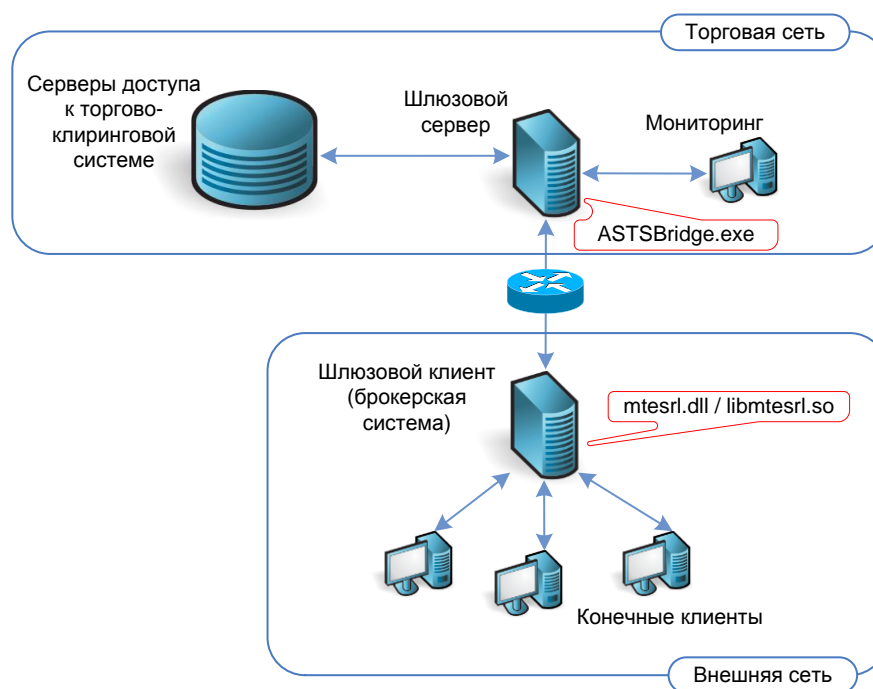 Торговая сеть
Серверы доступа
к торгово-
клиринговой
системе
Шлюзовой
сервер
Мониторинг
ASTSBridge.exe
Шлюзовой клиент
(брокерская
система)
mtesrl.dll / libmtesrl.so
Конечные клиенты
Внешняя сеть